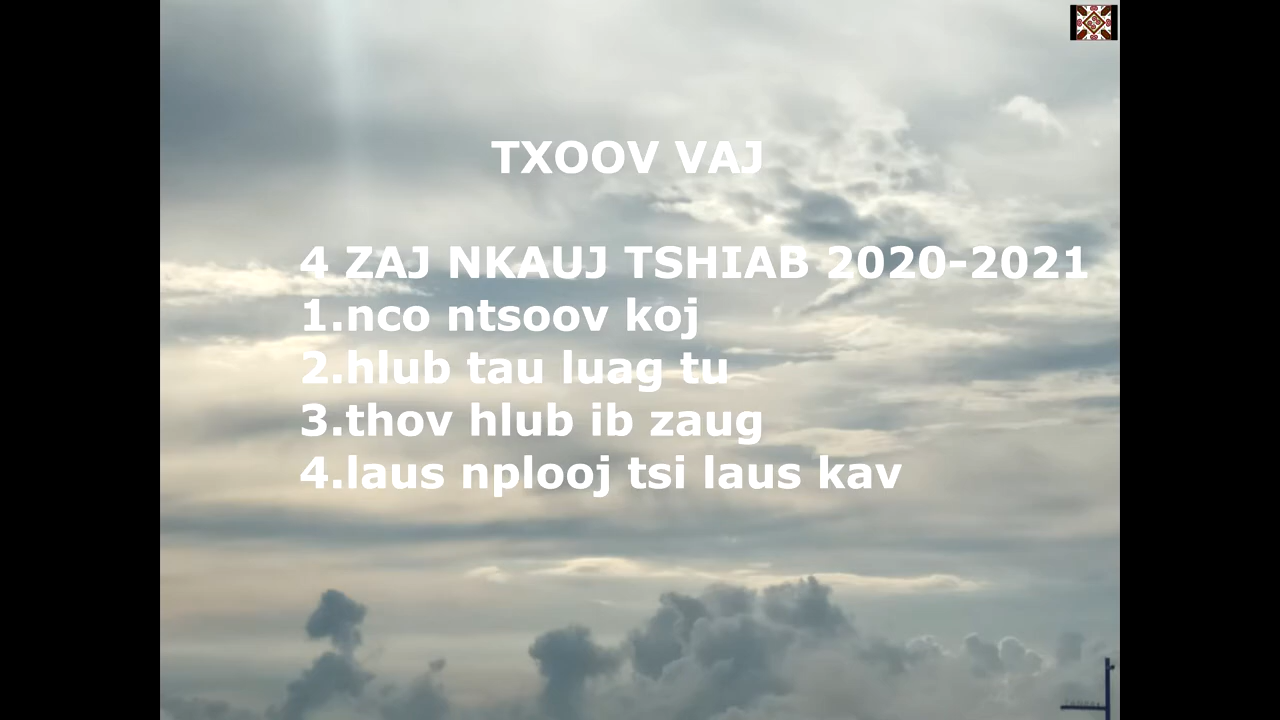 TXOOV VAJ
4 ZAJ NKAUJ TSHIAB 2020-2021
1.nco ntsoov koj
2.hlub tau luag tu
3.thov hlub ib zaug
4.laus nplooj tsi laus kav